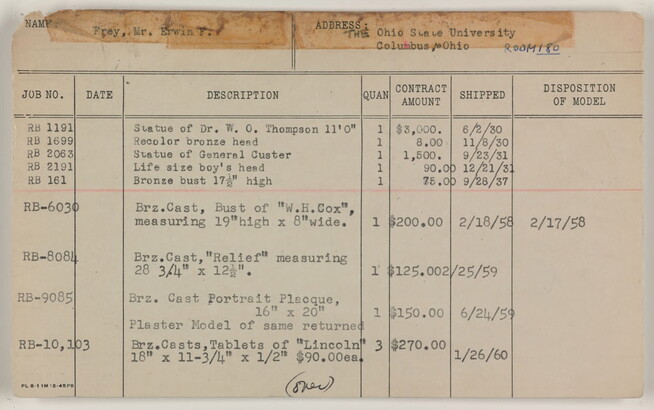 NAME: Frey, Mr. Erwin F. ADDRESS: THE Ohio State University
Columbus, Ohio ROOM 180
JOB NO. DATE DESCRIPTION QUAN CONTRACT AMOUNT SHIPPED DISPOSITION OF MODEL
RB 1191 Statue of Dr. W. O. Thompson 11'0" 1 $3,000. 6/2/30
RB 1699 Recolor bronze head 1 8.00 11/8/30
RB 2063 Statue of General Custer 1 1,500. 9/23/31
RB 2191 Life size boy's head 1 90.00 12/21/31
RB 161 Bronze bust 17½" high 1 75.00 9/28/37
RB-6030 Brz.Cast, Bust of "W.H.Cox",
measuring 19"high x 8"wide. 1 $200.00 2/18/58 2/17/58
RB-8084 Brz.Cast,"Relief" measuring
28 3/4" x 12½". 1 $125.00 2/25/59
RB-9085 Brz. Cast Portrait Placque,
16" x 20" 1 $150.00 6/24/59
Plaster Model of same returned
RB-10,103 Brz.Casts,Tablets of "Lincoln" 3 $270.00
18" x 11-3/4" x 1/2" $90.00ea. 1/26/60
(over)